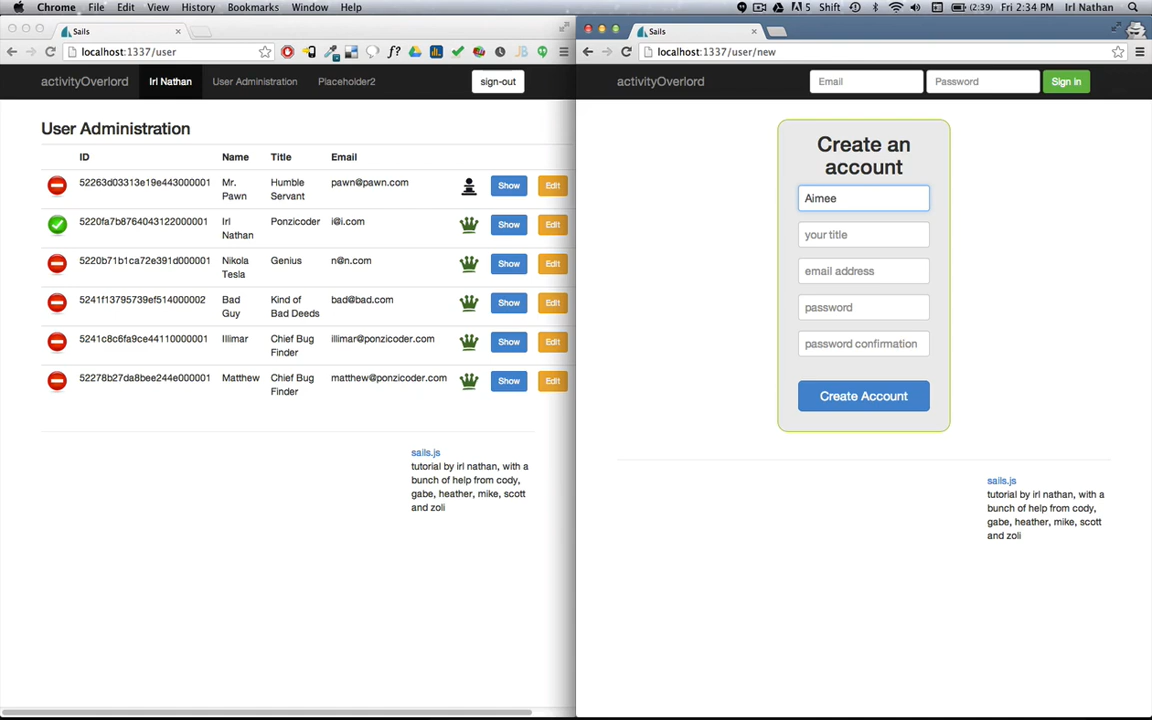 Chrome File Edit View History Bookmarks Window Help
A 5 Shift (2:39) Fri 2:34 PM Irl Nathan
Sails
localhost:1337/user
f?
JB
activityOverlord Irl Nathan User Administration Placeholder2 sign-out
User Administration
ID Name Title Email
52263d03313e19e443000001 Mr. Pawn Humble Servant pawn@pawn.com Show Edit
5220fa7b8764043122000001 Irl Nathan Ponzicoder i@i.com Show Edit
5220b71b1ca72e391d000001 Nikola Tesla Genius n@n.com Show Edit
5241f13795739ef514000002 Bad Guy Kind of Bad Deeds bad@bad.com Show Edit
5241c8c6fa9ce44110000001 Illimar Chief Bug Finder illimar@ponzicoder.com Show Edit
52278b27da8bee244e000001 Matthew Chief Bug Finder matthew@ponzicoder.com Show Edit
sails.js
tutorial by irl nathan, with a
bunch of help from cody,
gabe, heather, mike, scott
and zoli
Sails
localhost:1337/user/new
activityOverlord Email Password Sign in
Create an
account
Aimee
your title
email address
password
password confirmation
Create Account
sails.js
tutorial by irl nathan, with a
bunch of help from cody,
gabe, heather, mike, scott
and zoli